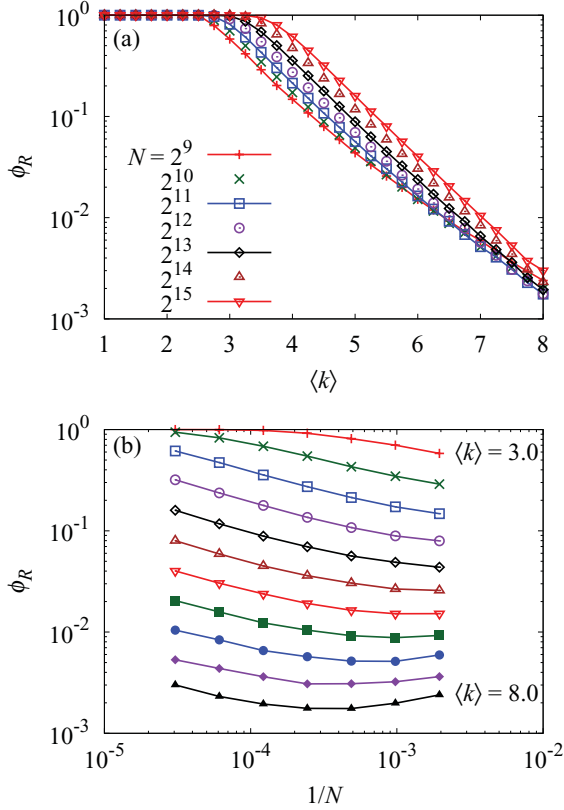 (a)
10^0
10^-1
10^-2
10^-3
ϕ_R
N = 2^9
2^10
2^11
2^12
2^13
2^14
2^15
1 2 3 4 5 6 7 8
⟨k⟩
(b)
10^0
10^-1
10^-2
10^-3
ϕ_R
⟨k⟩ = 3.0
⟨k⟩ = 8.0
10^-5 10^-4 10^-3 10^-2
1/N